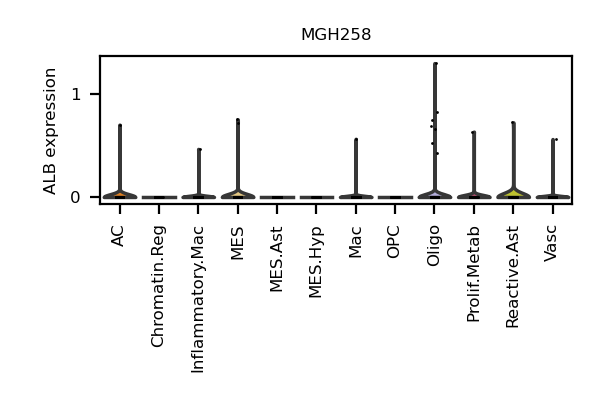 MGH258
ALB expression
1
0
AC
Chromatin.Reg
Inflammatory.Mac
MES
MES.Ast
MES.Hyp
Mac
OPC
Oligo
Prolif.Metab
Reactive.Ast
Vasc